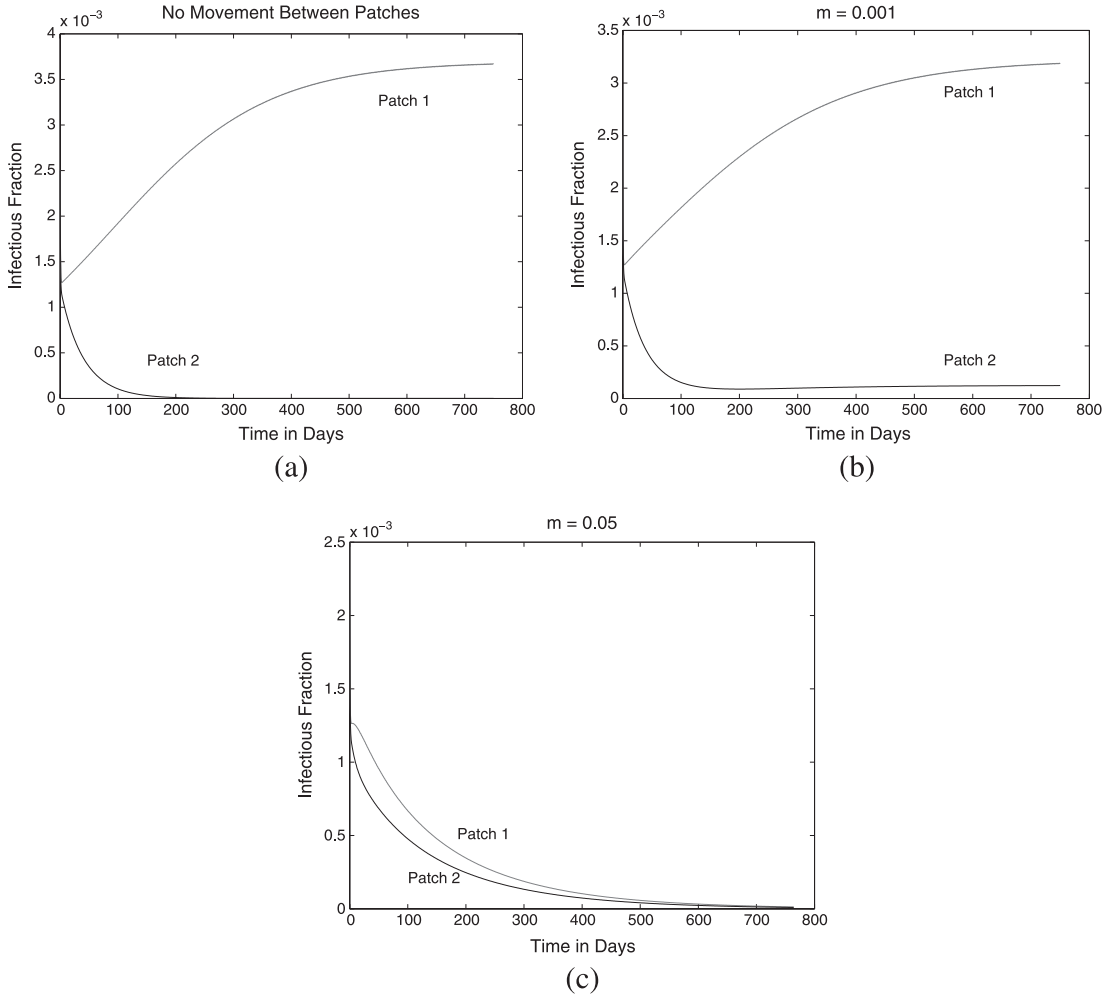 No Movement Between Patches
x 10⁻³
4
3.5
3
2.5
2
1.5
1
0.5
0
Infectious Fraction
Patch 1
Patch 2
0 100 200 300 400 500 600 700 800
Time in Days
(a)
m = 0.001
x 10⁻³
3.5
3
2.5
2
1.5
1
0.5
0
Infectious Fraction
Patch 1
Patch 2
0 100 200 300 400 500 600 700 800
Time in Days
(b)
m = 0.05
x 10⁻³
2.5
2
1.5
1
0.5
0
Infectious Fraction
Patch 1
Patch 2
0 100 200 300 400 500 600 700 800
Time in Days
(c)